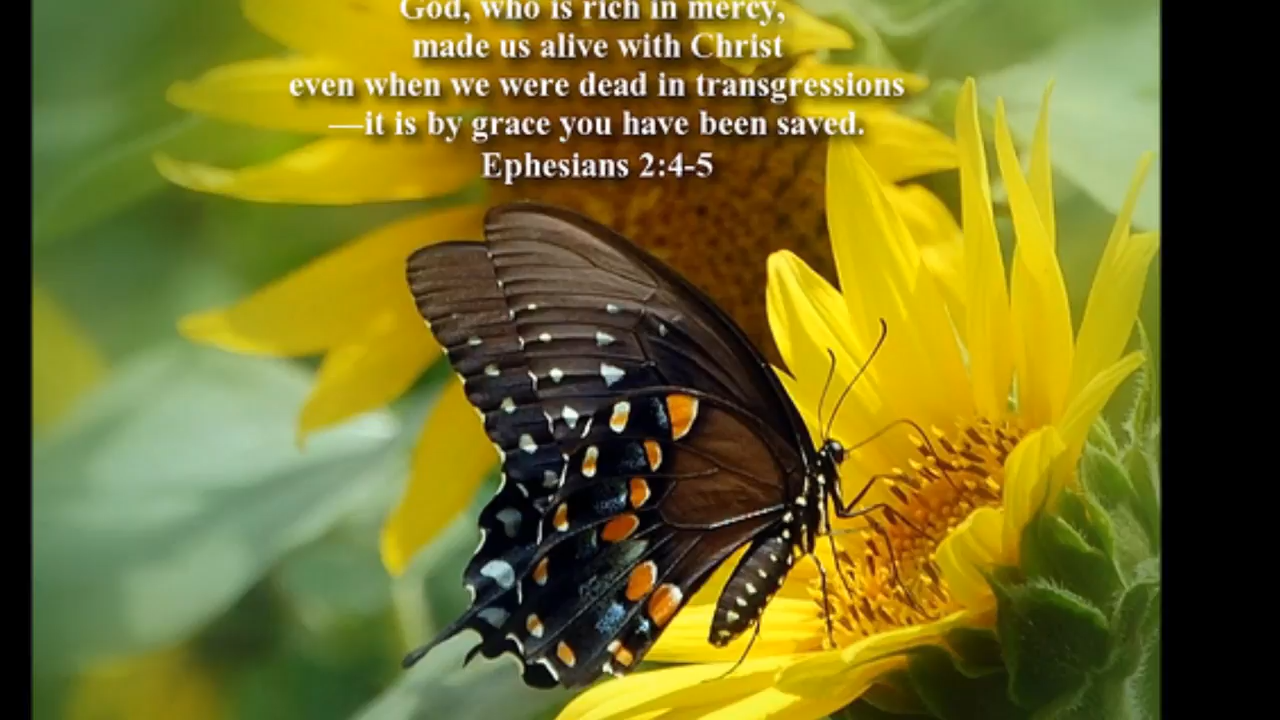 God, who is rich in mercy,
made us alive with Christ
even when we were dead in transgressions
—it is by grace you have been saved.
Ephesians 2:4-5